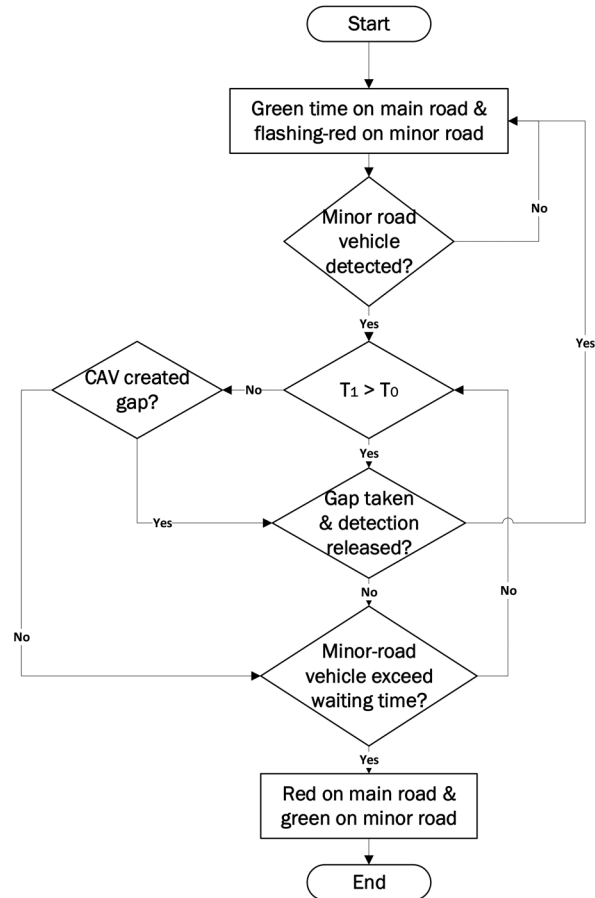 Start
Green time on main road &
flashing-red on minor road
Minor road
vehicle
detected?
No
Yes
Yes
CAV created
gap?
No
T1 > T0
Yes
Gap taken
& detection
released?
Yes
No
No
No
Minor-road
vehicle exceed
waiting time?
Yes
Red on main road &
green on minor road
End